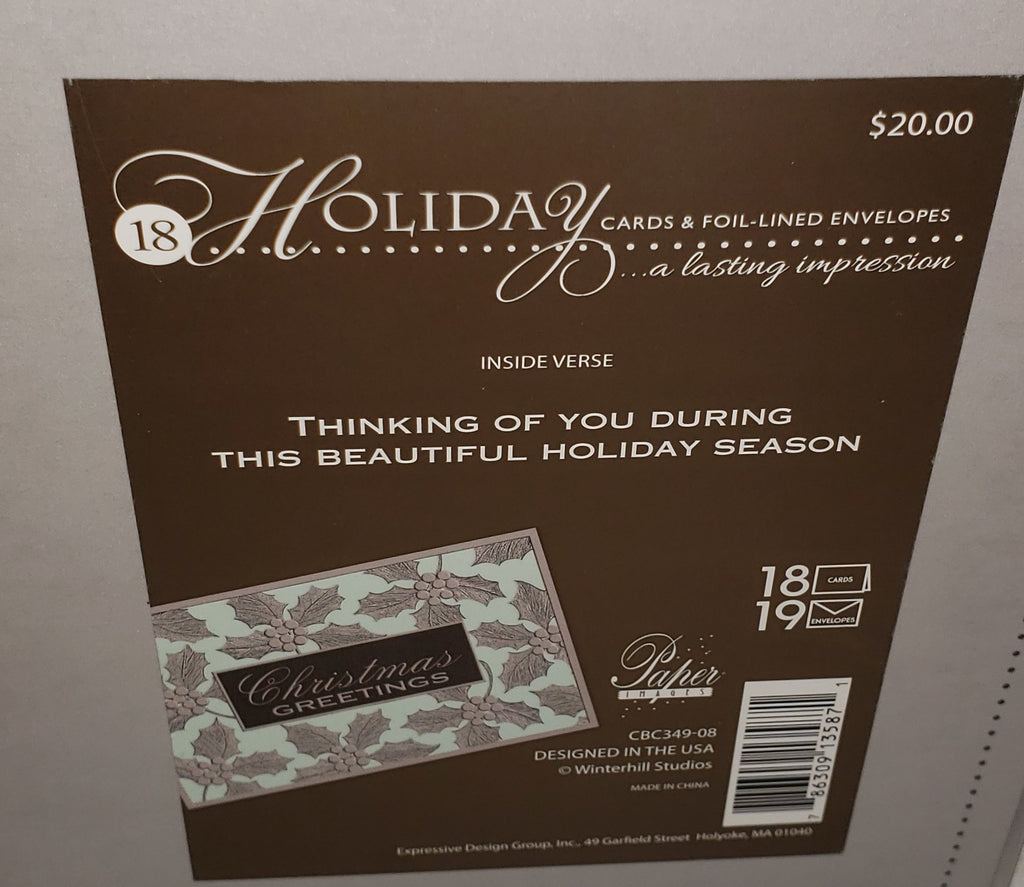 $20.00
18 HOLIDAY CARDS & FOIL-LINED ENVELOPES
...a lasting impression
INSIDE VERSE
THINKING OF YOU DURING
THIS BEAUTIFUL HOLIDAY SEASON
Christmas
GREETINGS
18 CARDS
19 ENVELOPES
Paper
IMAGES
CBC349-08
DESIGNED IN THE USA
© Winterhill Studios
MADE IN CHINA
7 86309 13587 1
Expressive Design Group, Inc., 49 Garfield Street Holyoke, MA 01040